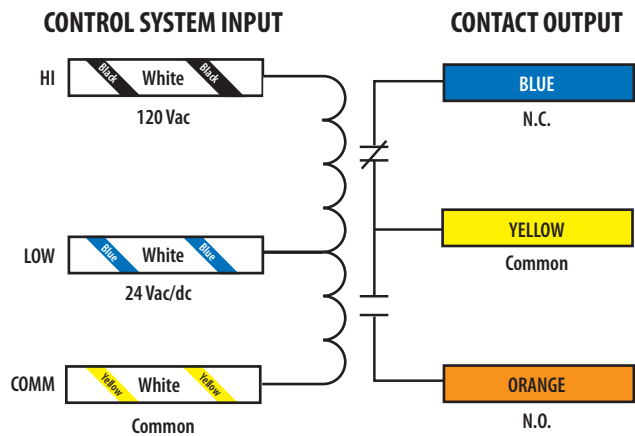 CONTROL SYSTEM INPUT
HI
Black White Black
120 Vac
LOW
Blue White Blue
24 Vac/dc
COMM
Yellow White Yellow
Common
CONTACT OUTPUT
BLUE
N.C.
YELLOW
Common
ORANGE
N.O.